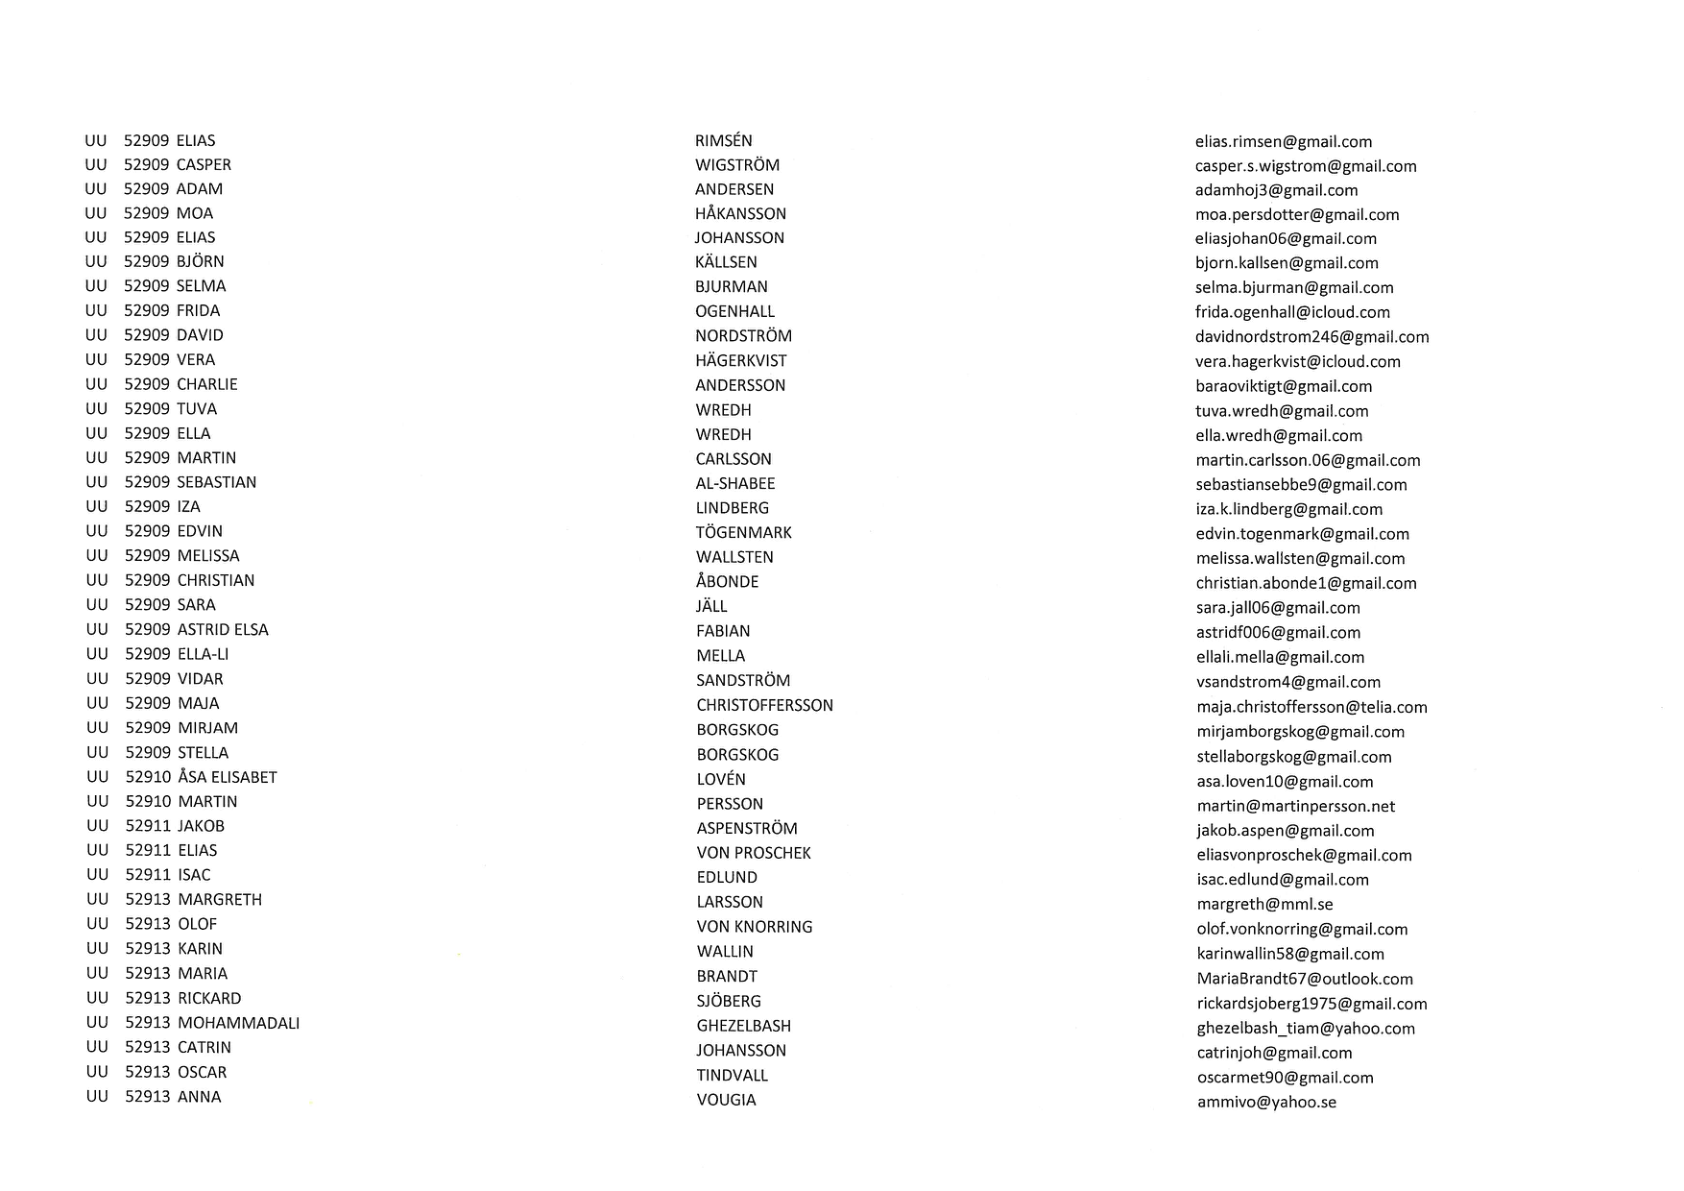 UU 52909 ELIAS RIMSÉN elias.rimsen@gmail.com
UU 52909 CASPER WIGSTRÖM casper.s.wigstrom@gmail.com
UU 52909 ADAM ANDERSEN adamhoj3@gmail.com
UU 52909 MOA HÅKANSSON moa.persdotter@gmail.com
UU 52909 ELIAS JOHANSSON eliasjohan06@gmail.com
UU 52909 BJÖRN KÄLLSEN bjorn.kallsen@gmail.com
UU 52909 SELMA BJURMAN selma.bjurman@gmail.com
UU 52909 FRIDA OGENHALL frida.ogenhall@icloud.com
UU 52909 DAVID NORDSTRÖM davidnordstrom246@gmail.com
UU 52909 VERA HÄGERKVIST vera.hagerkvist@icloud.com
UU 52909 CHARLIE ANDERSSON baraoviktigt@gmail.com
UU 52909 TUVA WREDH tuva.wredh@gmail.com
UU 52909 ELLA WREDH ella.wredh@gmail.com
UU 52909 MARTIN CARLSSON martin.carlsson.06@gmail.com
UU 52909 SEBASTIAN AL-SHABEE sebastiansebbe9@gmail.com
UU 52909 IZA LINDBERG iza.k.lindberg@gmail.com
UU 52909 EDVIN TÖGENMARK edvin.togenmark@gmail.com
UU 52909 MELISSA WALLSTEN melissa.wallsten@gmail.com
UU 52909 CHRISTIAN ÅBONDE christian.abonde1@gmail.com
UU 52909 SARA JÄLL sara.jall06@gmail.com
UU 52909 ASTRID ELSA FABIAN astridf006@gmail.com
UU 52909 ELLA-LI MELLA ellali.mella@gmail.com
UU 52909 VIDAR SANDSTRÖM vsandstrom4@gmail.com
UU 52909 MAJA CHRISTOFFERSSON maja.christoffersson@telia.com
UU 52909 MIRJAM BORGSKOG mirjamborgskog@gmail.com
UU 52909 STELLA BORGSKOG stellaborgskog@gmail.com
UU 52910 ÅSA ELISABET LOVÉN asa.loven10@gmail.com
UU 52910 MARTIN PERSSON martin@martinpersson.net
UU 52911 JAKOB ASPENSTRÖM jakob.aspen@gmail.com
UU 52911 ELIAS VON PROSCHEK eliasvonproschek@gmail.com
UU 52911 ISAC EDLUND isac.edlund@gmail.com
UU 52913 MARGRETH LARSSON margreth@mml.se
UU 52913 OLOF VON KNORRING olof.vonknorring@gmail.com
UU 52913 KARIN WALLIN karinwallin58@gmail.com
UU 52913 MARIA BRANDT MariaBrandt67@outlook.com
UU 52913 RICKARD SJÖBERG rickardsjoberg1975@gmail.com
UU 52913 MOHAMMADALI GHEZELBASH ghezelbash_tiam@yahoo.com
UU 52913 CATRIN JOHANSSON catrinjoh@gmail.com
UU 52913 OSCAR TINDVALL oscarmet90@gmail.com
UU 52913 ANNA VOUGIA ammivo@yahoo.se